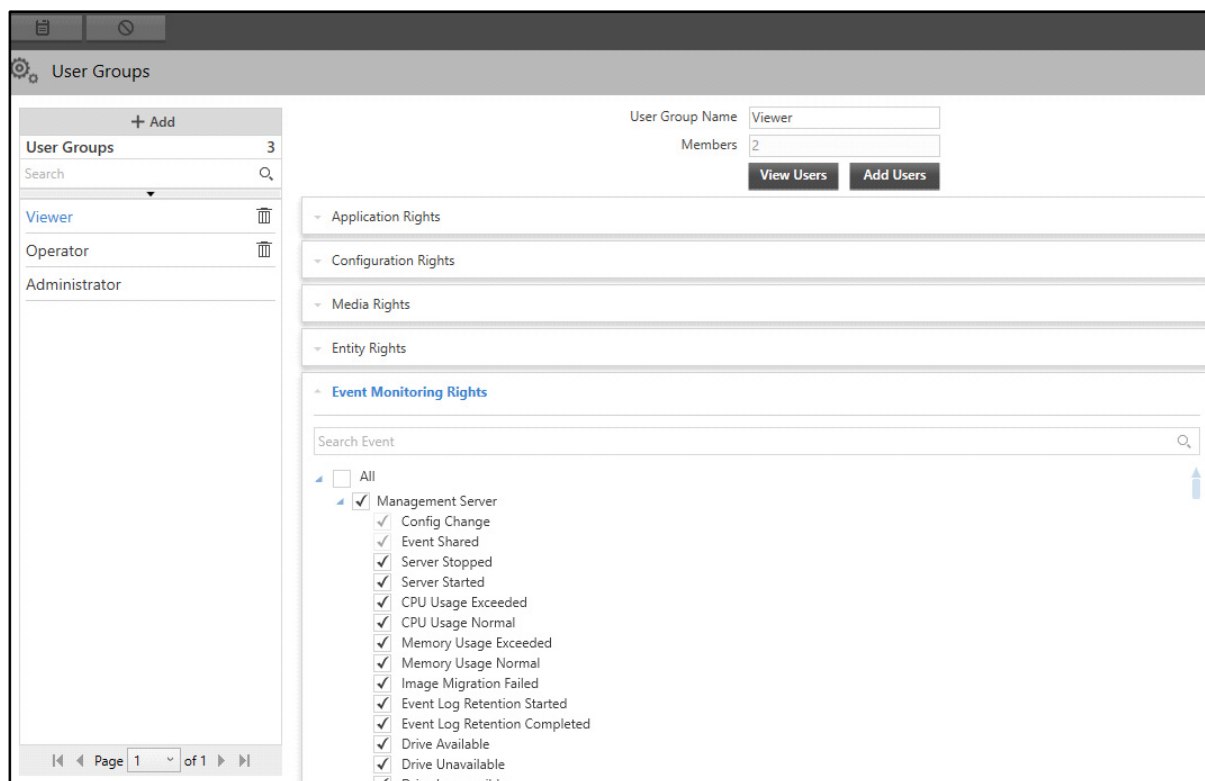 User Groups
+ Add
User Groups 3
Search
Viewer
Operator
Administrator
Page 1 of 1
User Group Name Viewer
Members 2
View Users Add Users
Application Rights
Configuration Rights
Media Rights
Entity Rights
Event Monitoring Rights
Search Event
All
Management Server
Config Change
Event Shared
Server Stopped
Server Started
CPU Usage Exceeded
CPU Usage Normal
Memory Usage Exceeded
Memory Usage Normal
Image Migration Failed
Event Log Retention Started
Event Log Retention Completed
Drive Available
Drive Unavailable